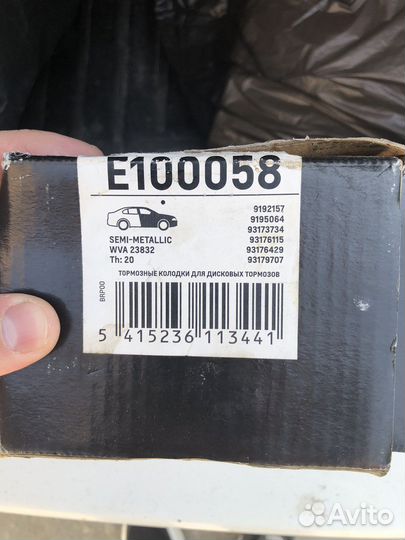 E100058
SEMI-METALLIC
WVA 23832
Th: 20
9192157
9195064
93173734
93176115
93176429
93179707
ТОРМОЗНЫЕ КОЛОДКИ ДЛЯ ДИСКОВЫХ ТОРМОЗОВ
BRP00
5 415236 113441
Avito